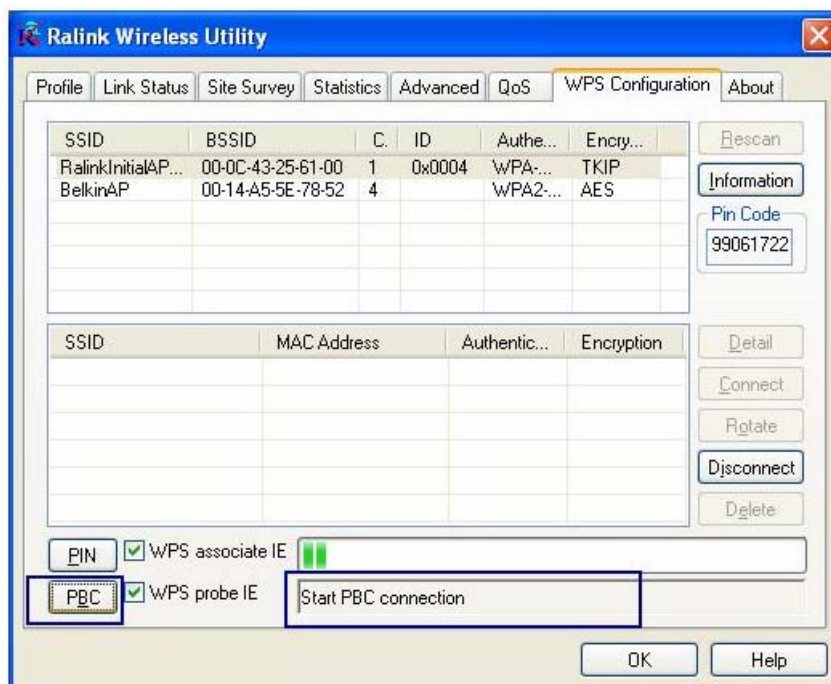 Ralink Wireless Utility
Profile Link Status Site Survey Statistics Advanced QoS WPS Configuration About
SSID BSSID C. ID Authe... Encry...
RalinkInitialAP... 00-0C-43-25-61-00 1 0x0004 WPA-... TKIP
BelkinAP 00-14-A5-5E-78-52 4 WPA2-... AES
Rescan
Information
Pin Code
99061722
SSID MAC Address Authentic... Encryption
Detail
Connect
Rotate
Disconnect
Delete
PIN WPS associate IE
PBC WPS probe IE Start PBC connection
OK Help